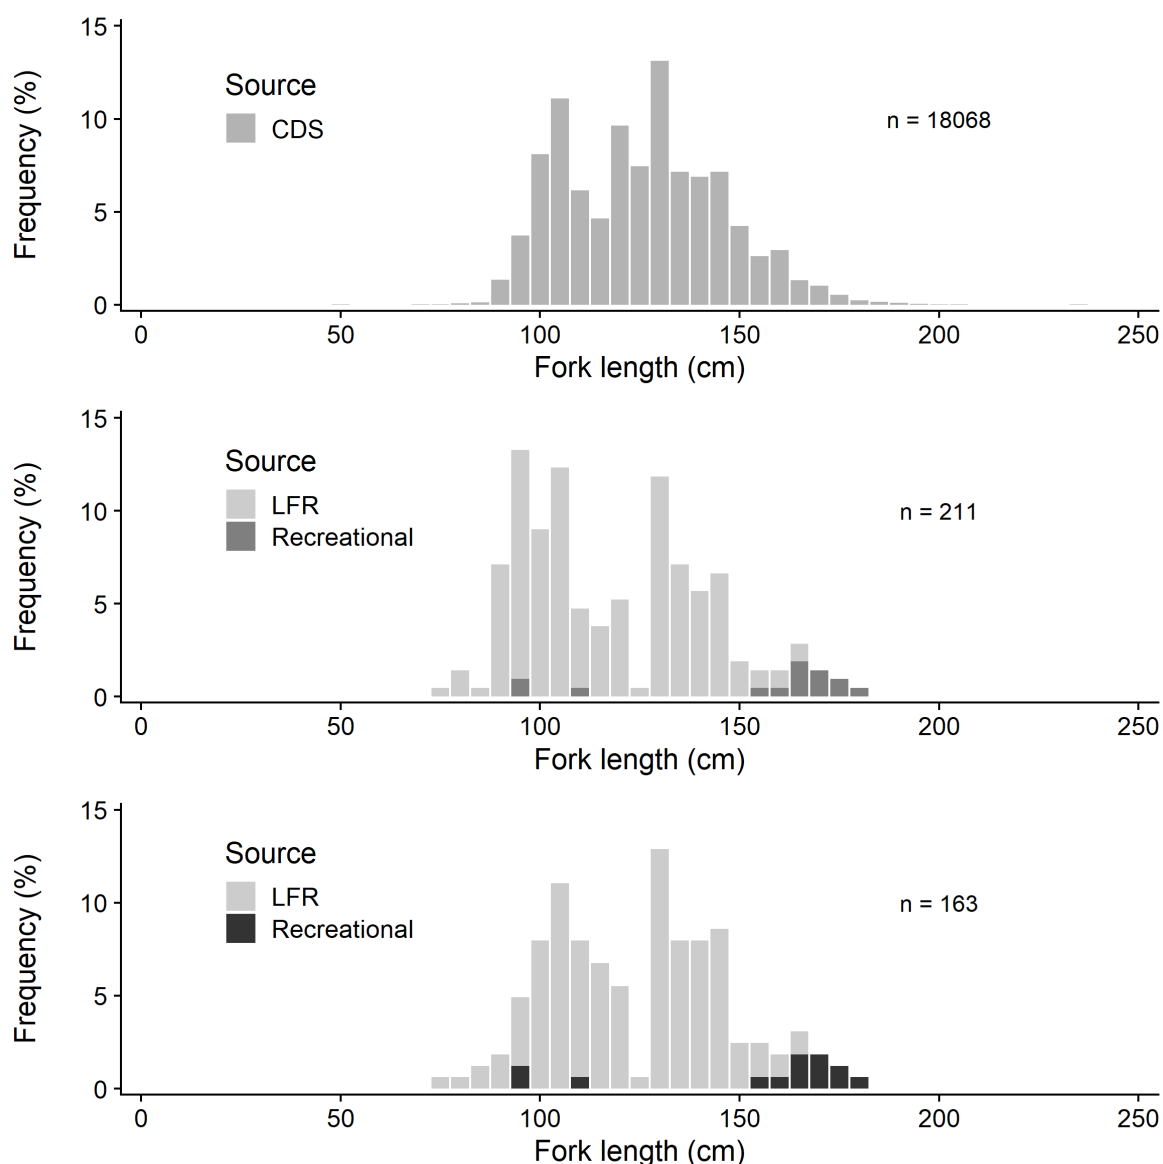 15
10
5
0
Frequency (%)
Source
CDS
n = 18068
0 50 100 150 200 250
Fork length (cm)
15
10
5
0
Frequency (%)
Source
LFR
Recreational
n = 211
0 50 100 150 200 250
Fork length (cm)
15
10
5
0
Frequency (%)
Source
LFR
Recreational
n = 163
0 50 100 150 200 250
Fork length (cm)